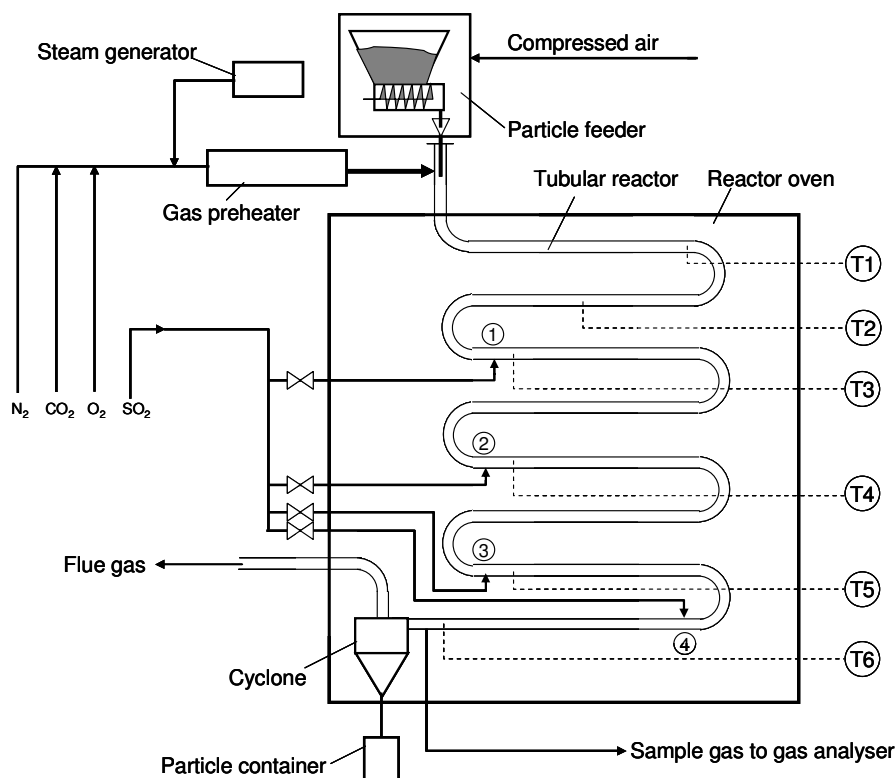 Compressed air
Steam generator
Particle feeder
Tubular reactor
Reactor oven
Gas preheater
T1
T2
1
T3
N₂
CO₂
O₂
SO₂
2
T4
3
Flue gas
T5
4
T6
Cyclone
Particle container
Sample gas to gas analyser